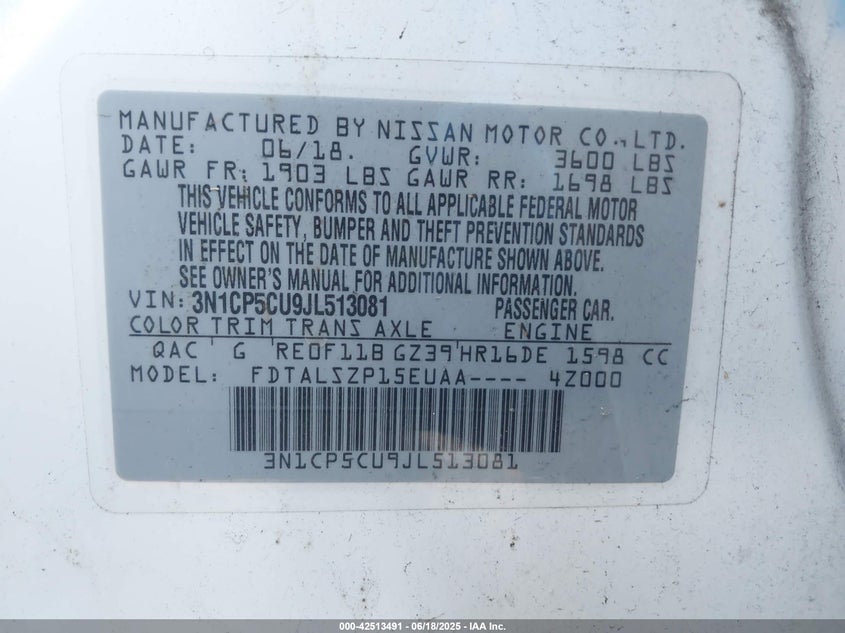 MANUFACTURED BY NISSAN MOTOR CO., LTD.
DATE: 06/18. GVWR: 3600 LBS
GAWR FR: 1903 LBS GAWR RR: 1698 LBS
THIS VEHICLE CONFORMS TO ALL APPLICABLE FEDERAL MOTOR
VEHICLE SAFETY, BUMPER AND THEFT PREVENTION STANDARDS
IN EFFECT ON THE DATE OF MANUFACTURE SHOWN ABOVE.
SEE OWNER'S MANUAL FOR ADDITIONAL INFORMATION.
VIN: 3N1CP5CU9JL513081 PASSENGER CAR.
COLOR TRIM TRANS AXLE ENGINE
QAC G RE0F11B GZ39 HR16DE 1598 CC
MODEL: FDTALSZP15EUAA---- 4Z000
3N1CP5CU9JL513081
000-42513491 - 06/18/2025 - IAA Inc.